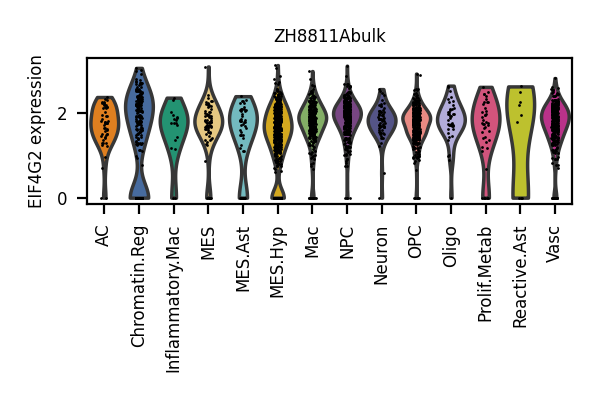 ZH8811Abulk
EIF4G2 expression
2
0
AC
Chromatin.Reg
Inflammatory.Mac
MES
MES.Ast
MES.Hyp
Mac
NPC
Neuron
OPC
Oligo
Prolif.Metab
Reactive.Ast
Vasc